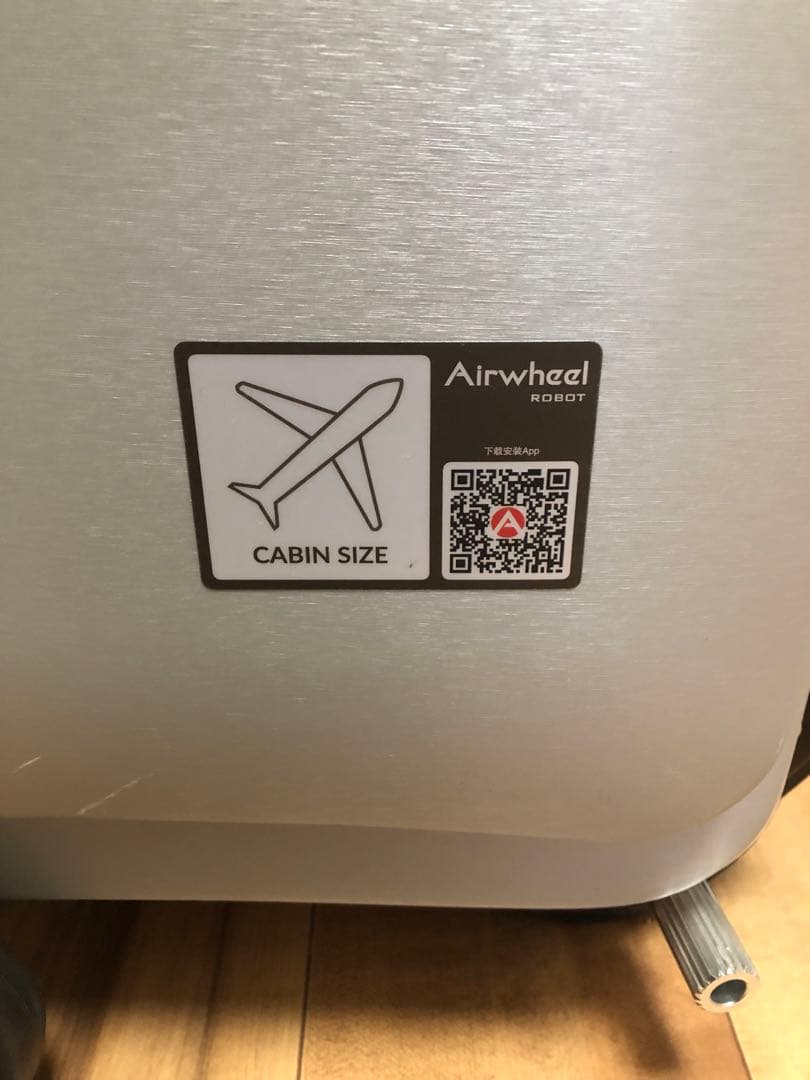 CABIN SIZE
Airwheel
ROBOT
下载安装App